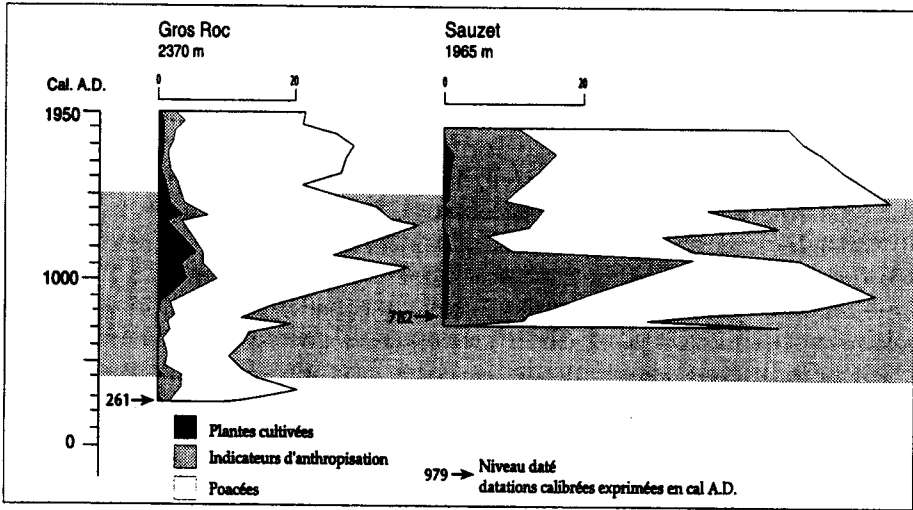 Gros Roc
2370 m
Sauzet
1965 m
0 20
0 20
Cal. A.D.
1950
1000
782
261
0
Plantes cultivées
Indicateurs d'anthropisation
Poacées
979 Niveau daté
datations calibrées exprimées en cal A.D.